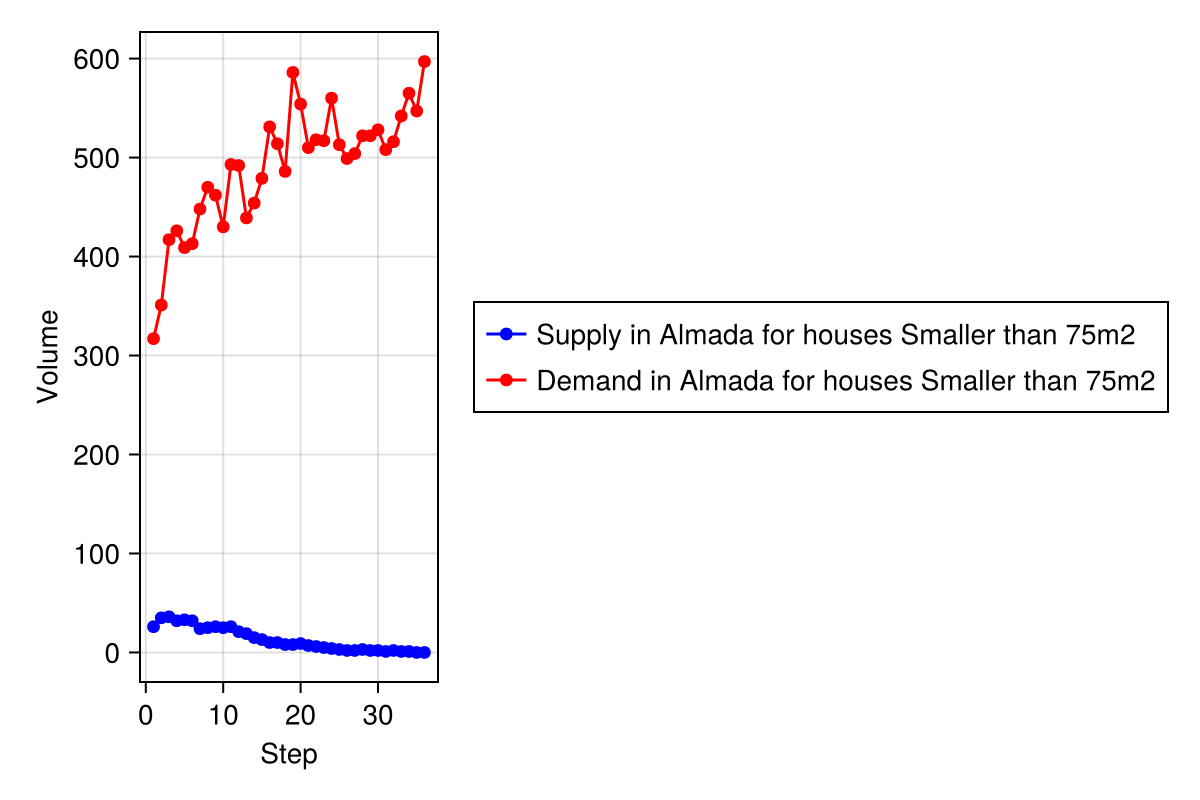 600
500
400
300
200
100
0
Volume
0 10 20 30
Step
Supply in Almada for houses Smaller than 75m2
Demand in Almada for houses Smaller than 75m2